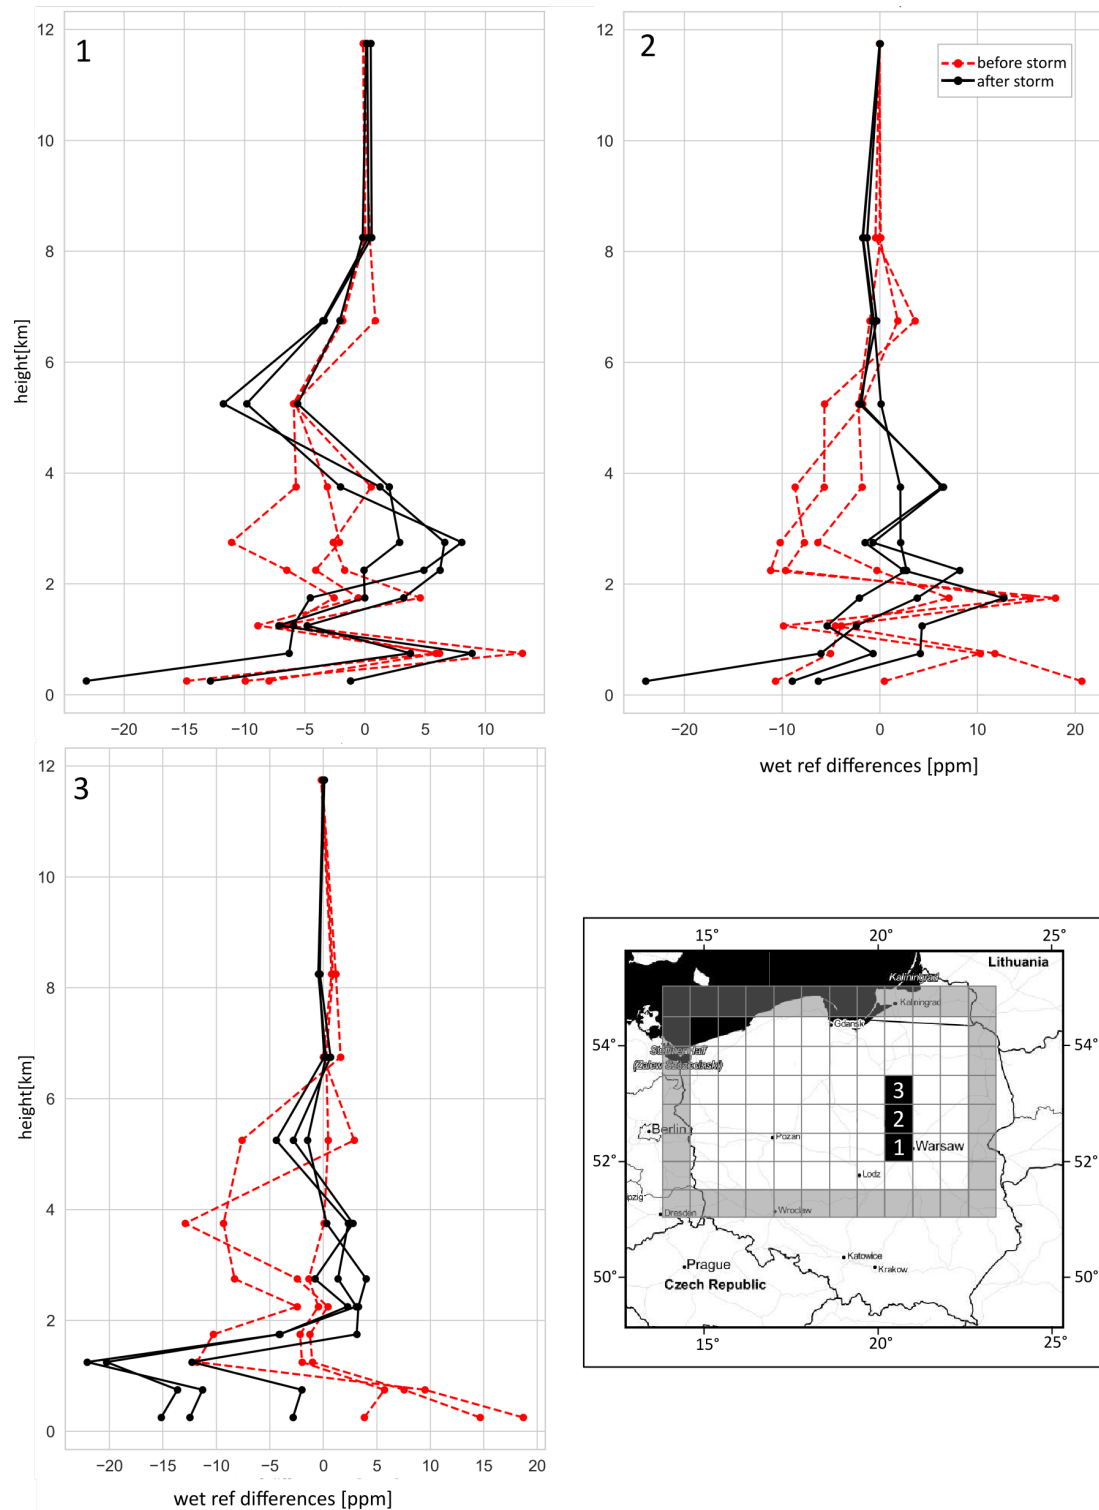 1
12
10
8
6
4
2
0
height[km]
−20
−15
−10
−5
0
5
10
2
before storm
after storm
12
10
8
6
4
2
0
−20
−10
0
10
20
wet ref differences [ppm]
3
12
10
8
6
4
2
0
height[km]
−20
−15
−10
−5
0
5
10
15
20
wet ref differences [ppm]
15°
20°
25°
Lithuania
Kaliningrad
Kaliningrad
Gdansk
54°
54°
(Zalew Szczecinski)
3
2
1
Berlin
Pozan
Warsaw
52°
52°
Lodz
ipzig
Dresden
Wroclaw
Katowice
Krakow
Prague
Czech Republic
50°
50°
15°
20°
25°